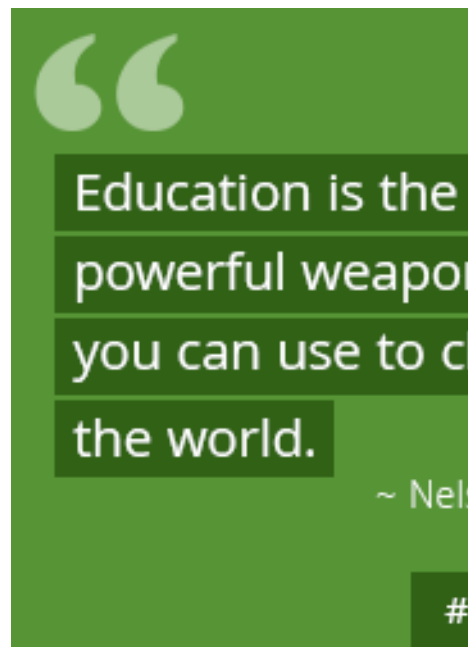 “
Education is the
powerful
you can use to
the world.
~
#